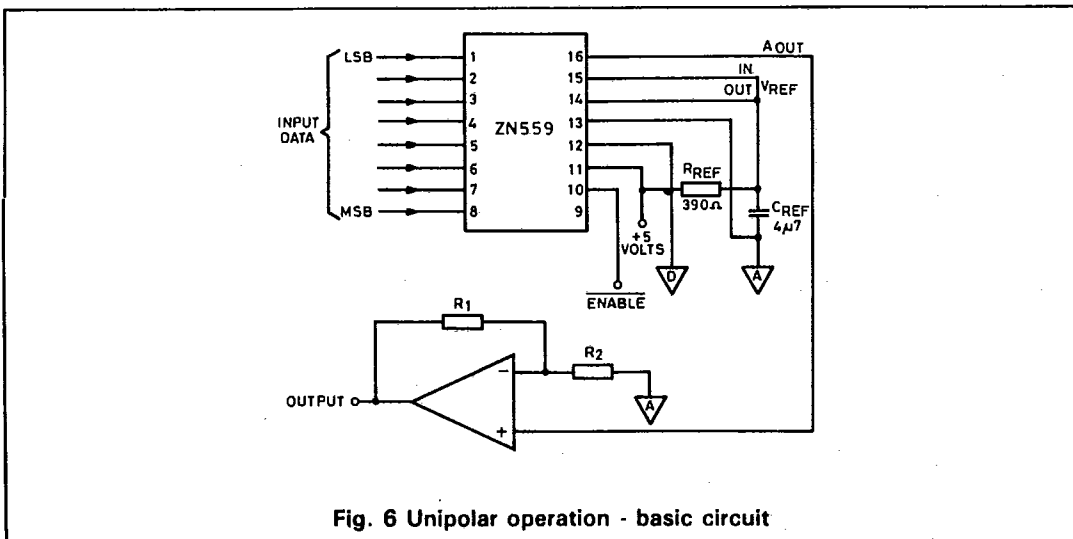 LSB 1 16 A OUT
2 15 IN
3 14 OUT VREF
4 13
INPUT DATA ZN559
5 12
6 11 RREF
7 10 390Ω CREF
MSB 8 9 4µ7
+5 VOLTS
D A
ENABLE
R1
R2
−
A
OUTPUT
+
Fig. 6 Unipolar operation - basic circuit